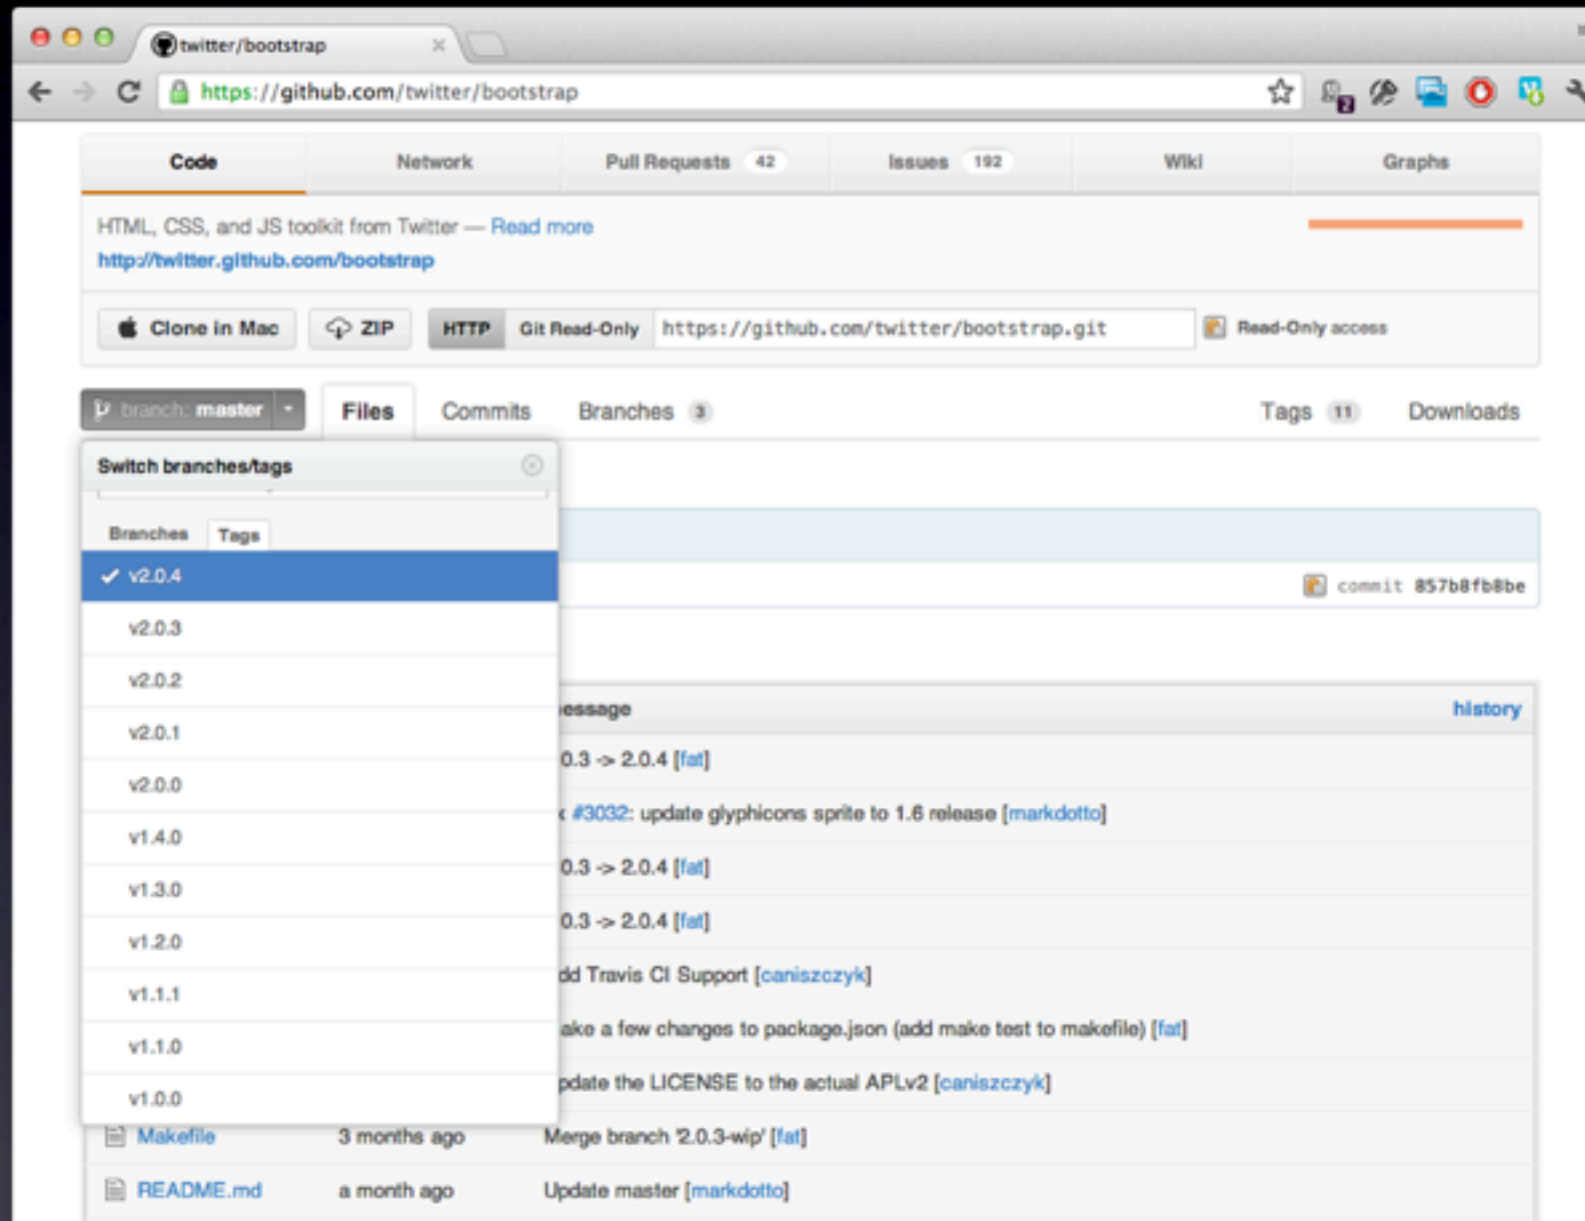 twitter/bootstrap
https://github.com/twitter/bootstrap
2
Code Network Pull Requests 42 Issues 192 Wiki Graphs
HTML, CSS, and JS toolkit from Twitter — Read more
http://twitter.github.com/bootstrap
Clone in Mac ZIP HTTP Git Read-Only https://github.com/twitter/bootstrap.git Read-Only access
branch: master Files Commits Branches 3 Tags 11 Downloads
Switch branches/tags
Branches Tags
v2.0.4
commit 857b8fb8be
v2.0.3
v2.0.2
essage history
v2.0.1
0.3 -> 2.0.4 [fat]
v2.0.0
#3032: update glyphicons sprite to 1.6 release [markdotto]
v1.4.0
0.3 -> 2.0.4 [fat]
v1.3.0
0.3 -> 2.0.4 [fat]
v1.2.0
dd Travis CI Support [caniszczyk]
v1.1.1
ake a few changes to package.json (add make test to makefile) [fat]
v1.1.0
pdate the LICENSE to the actual APLv2 [caniszczyk]
v1.0.0
Makefile 3 months ago Merge branch '2.0.3-wip' [fat]
README.md a month ago Update master [markdotto]